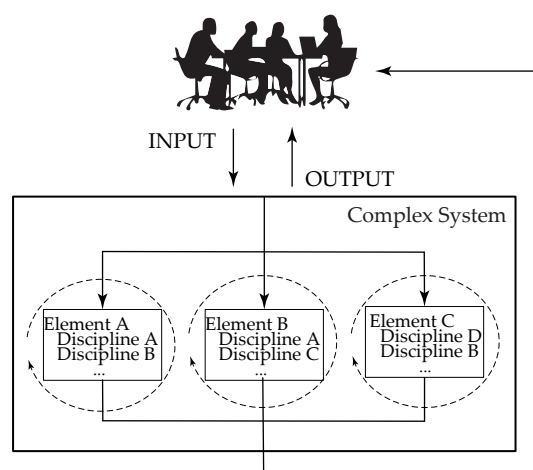 INPUT
OUTPUT
Complex System
Element A
Discipline A
Discipline B
...
Element B
Discipline A
Discipline C
...
Element C
Discipline D
Discipline B
...